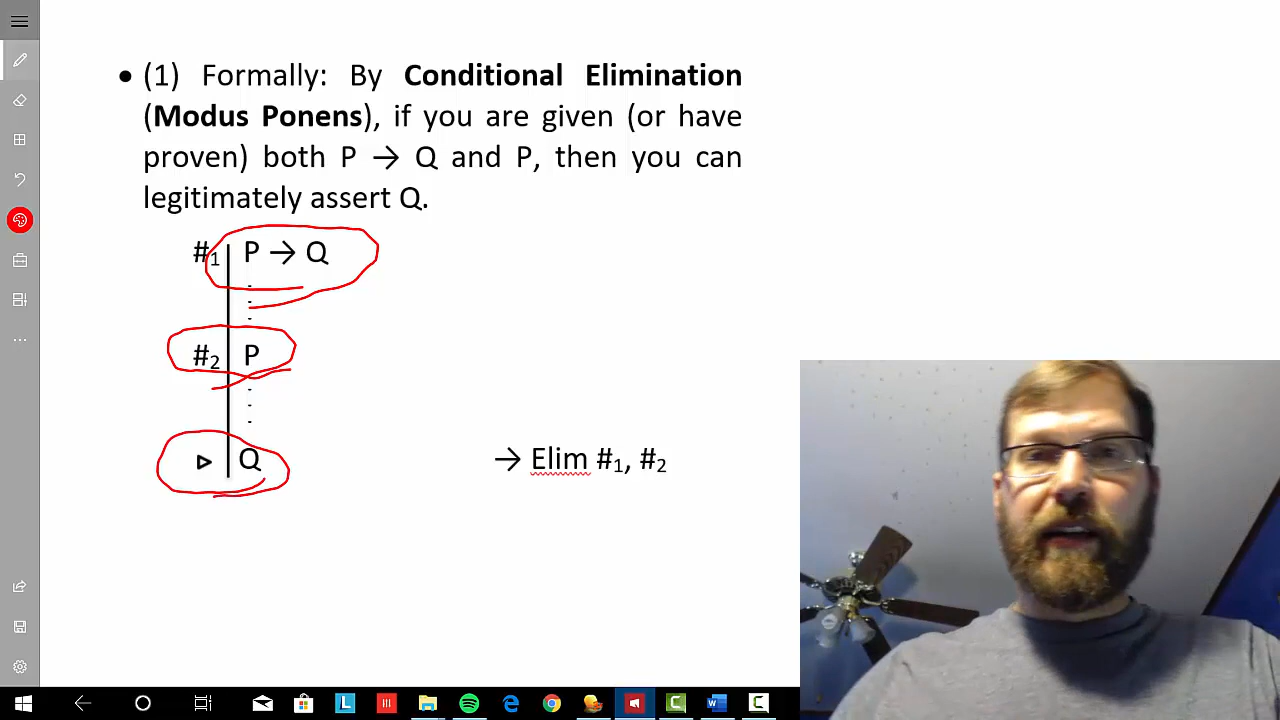 • (1) Formally: By Conditional Elimination
(Modus Ponens), if you are given (or have
proven) both P → Q and P, then you can
legitimately assert Q.
#₁ P → Q
#₂ P
▷ Q → Elim #₁, #₂